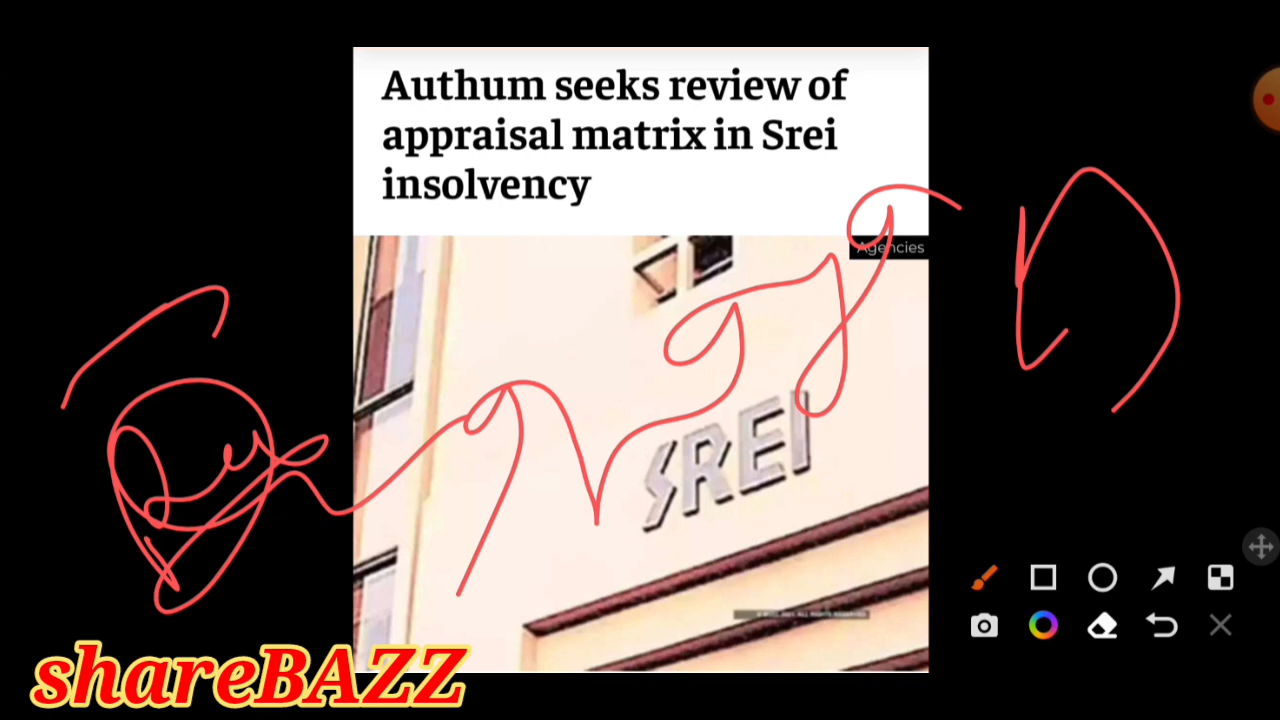 Authum seeks review of
appraisal matrix in Srei
insolvency
Agencies
SREI
shareBAZZ